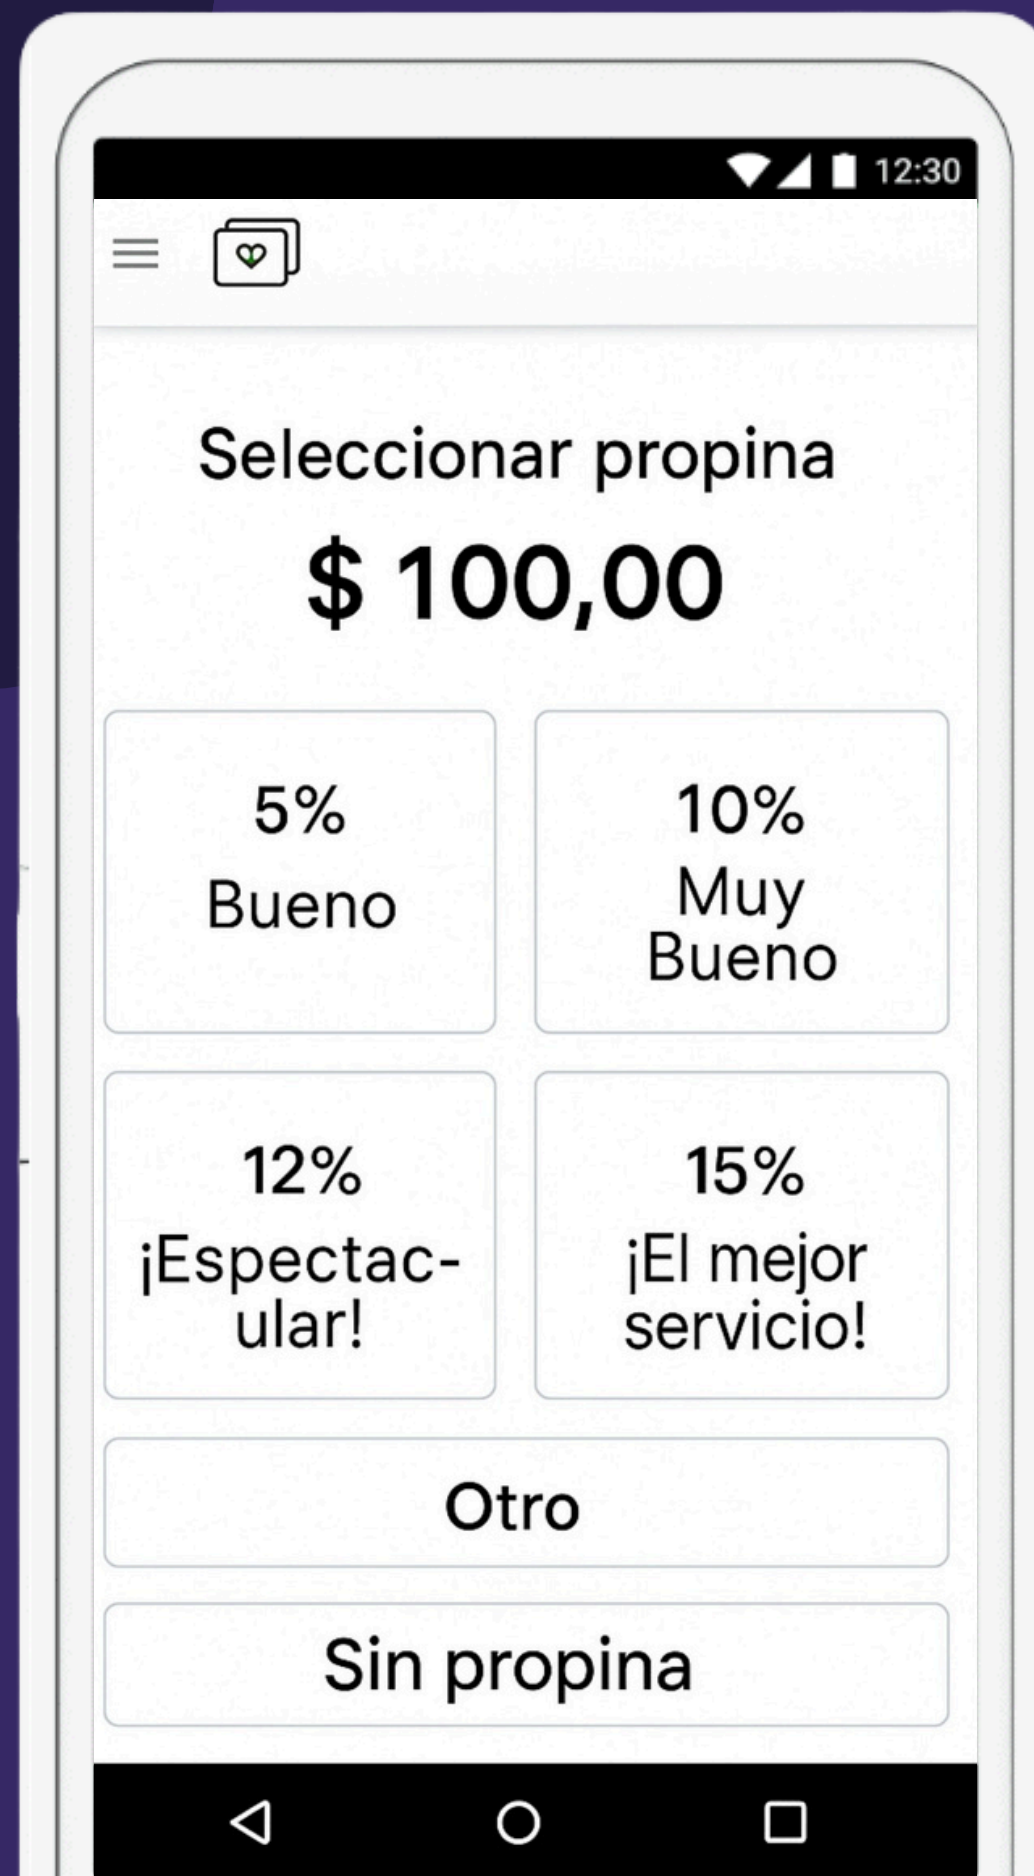 12:30
Seleccionar propina
$ 100,00
5%
Bueno
10%
Muy
Bueno
12%
¡Espectac-
ular!
15%
¡El mejor
servicio!
Otro
Sin propina